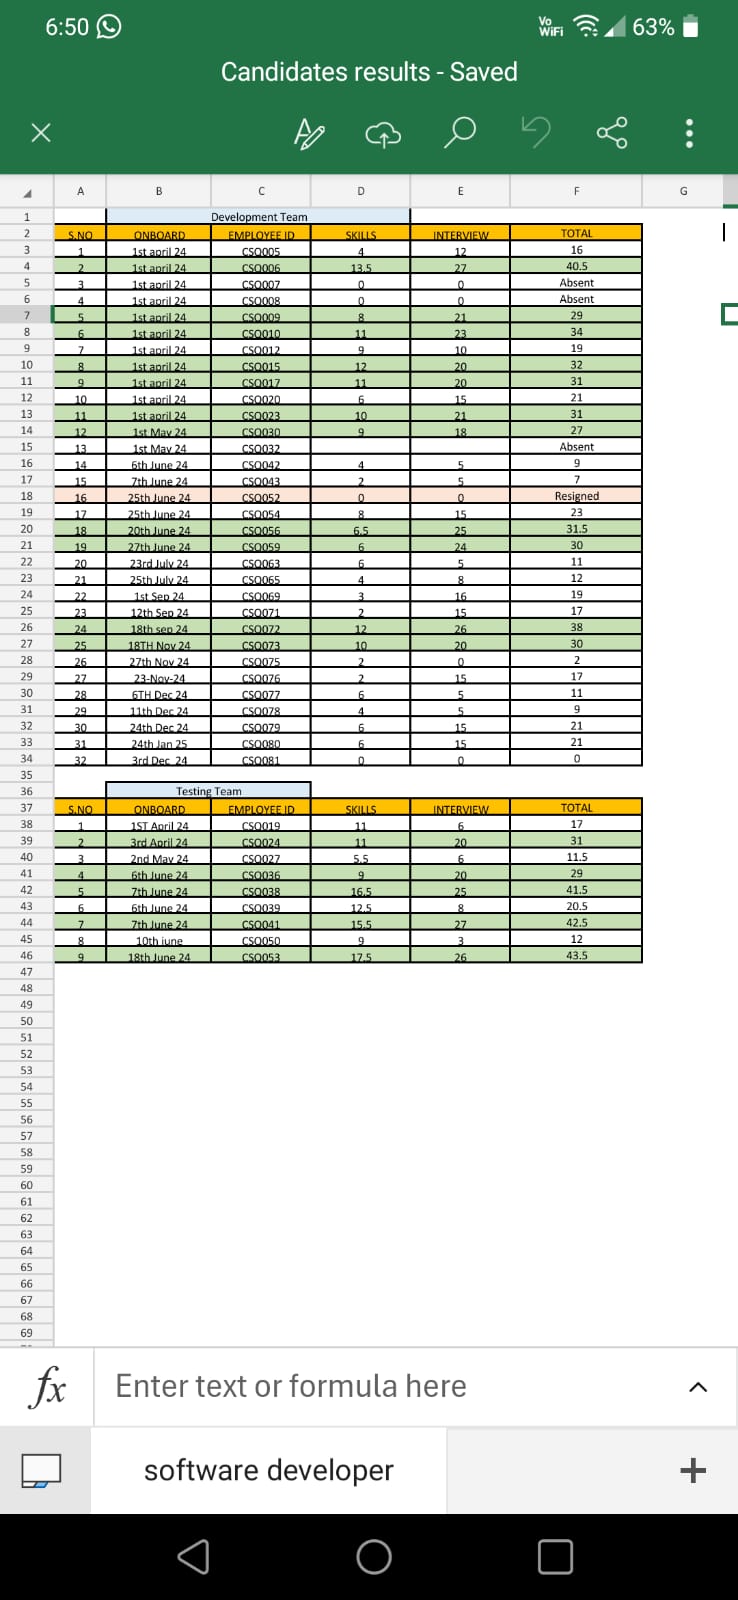 6:50 Vo WiFi 63%
Candidates results - Saved
A B C D E F G
1 Development Team
2 S.NO ONBOARD EMPLOYEE ID SKILLS INTERVIEW TOTAL
3 1 1st april 24 CSO005 4 12 16
4 2 1st april 24 CSO006 13.5 27 40.5
5 3 1st april 24 CSO007 0 0 Absent
6 4 1st april 24 CSO008 0 0 Absent
7 5 1st april 24 CSO009 8 21 29
8 6 1st april 24 CSO010 11 23 34
9 7 1st april 24 CSO012 9 10 19
10 8 1st april 24 CSO015 12 20 32
11 9 1st april 24 CSO017 11 20 31
12 10 1st april 24 CSO020 6 15 21
13 11 1st april 24 CSO023 10 21 31
14 12 1st May 24 CSO030 9 18 27
15 13 1st May 24 CSO032 Absent
16 14 6th June 24 CSO042 4 5 9
17 15 7th June 24 CSO043 2 5 7
18 16 25th June 24 CSO052 0 0 Resigned
19 17 25th June 24 CSO054 8 15 23
20 18 20th June 24 CSO056 6.5 25 31.5
21 19 27th June 24 CSO059 6 24 30
22 20 23rd July 24 CSO063 6 5 11
23 21 25th July 24 CSO065 4 8 12
24 22 1st Sep 24 CSO069 3 16 19
25 23 12th Sep 24 CSO071 2 15 17
26 24 18th sep 24 CSO072 12 26 38
27 25 18TH Nov 24 CSO073 10 20 30
28 26 27th Nov 24 CSO075 2 0 2
29 27 23-Nov-24 CSO076 2 15 17
30 28 6TH Dec 24 CSO077 6 5 11
31 29 11th Dec 24 CSO078 4 5 9
32 30 24th Dec 24 CSO079 6 15 21
33 31 24th Jan 25 CSO080 6 15 21
34 32 3rd Dec 24 CSO081 0 0 0
35
36 Testing Team
37 S.NO ONBOARD EMPLOYEE ID SKILLS INTERVIEW TOTAL
38 1 1ST April 24 CSO019 11 6 17
39 2 3rd April 24 CSO024 11 20 31
40 3 2nd May 24 CSO027 5.5 6 11.5
41 4 6th June 24 CSO036 9 20 29
42 5 7th June 24 CSO038 16.5 25 41.5
43 6 6th June 24 CSO039 12.5 8 20.5
44 7 7th June 24 CSO041 15.5 27 42.5
45 8 10th june CSO050 9 3 12
46 9 18th June 24 CSO053 17.5 26 43.5
47
48
49
50
51
52
53
54
55
56
57
58
59
60
61
62
63
64
65
66
67
68
69
fx Enter text or formula here
software developer